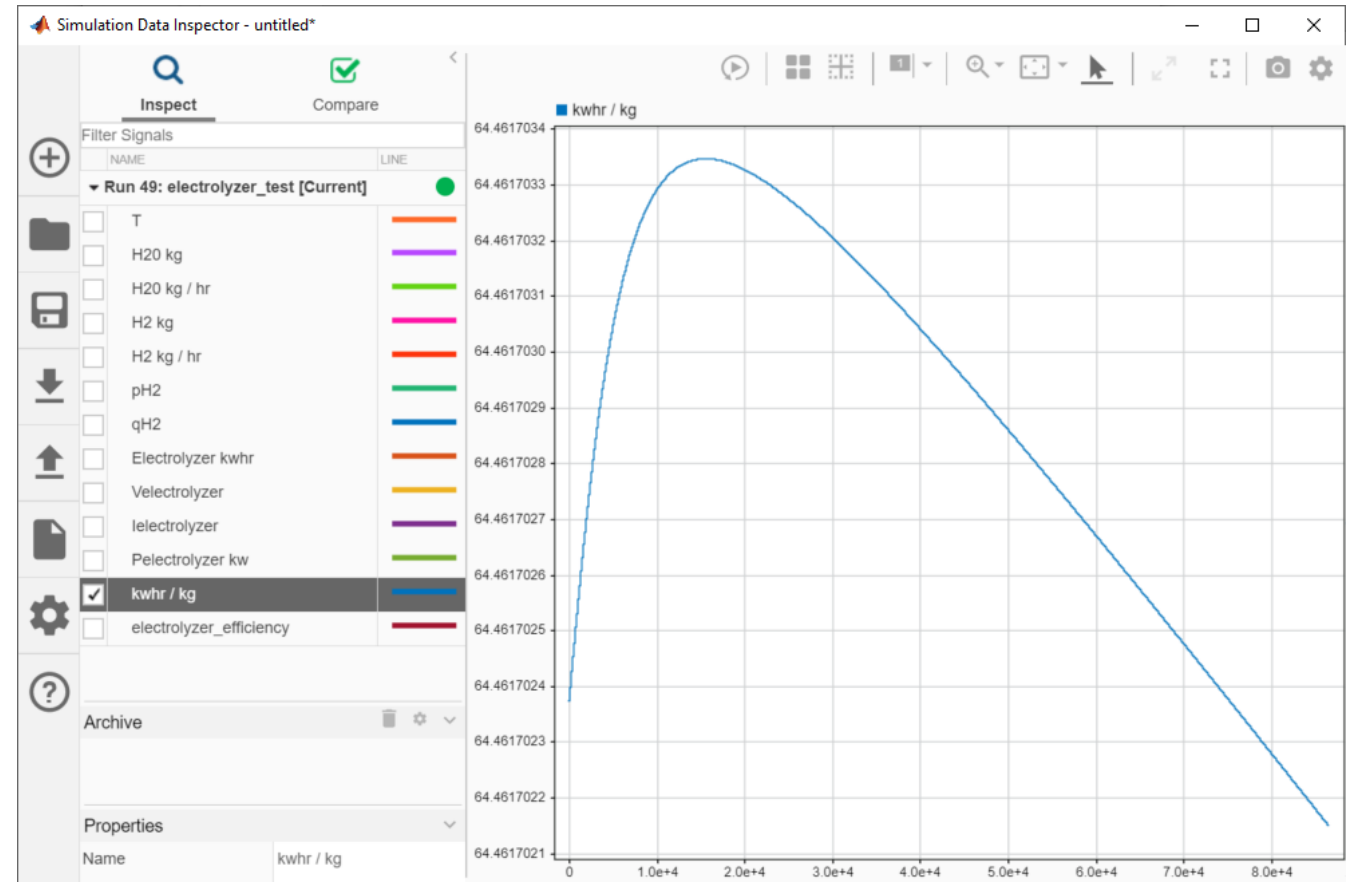 Simulation Data Inspector - untitled*
Inspect
Compare
Filter Signals
NAME
LINE
Run 49: electrolyzer_test [Current]
T
H20 kg
H20 kg / hr
H2 kg
H2 kg / hr
pH2
qH2
Electrolyzer kwhr
Velectrolyzer
Ielectrolyzer
Pelectrolyzer kw
kwhr / kg
electrolyzer_efficiency
Archive
Properties
Name
kwhr / kg
1
kwhr / kg
64.4617034
64.4617033
64.4617032
64.4617031
64.4617030
64.4617029
64.4617028
64.4617027
64.4617026
64.4617025
64.4617024
64.4617023
64.4617022
64.4617021
0 1.0e+4 2.0e+4 3.0e+4 4.0e+4 5.0e+4 6.0e+4 7.0e+4 8.0e+4